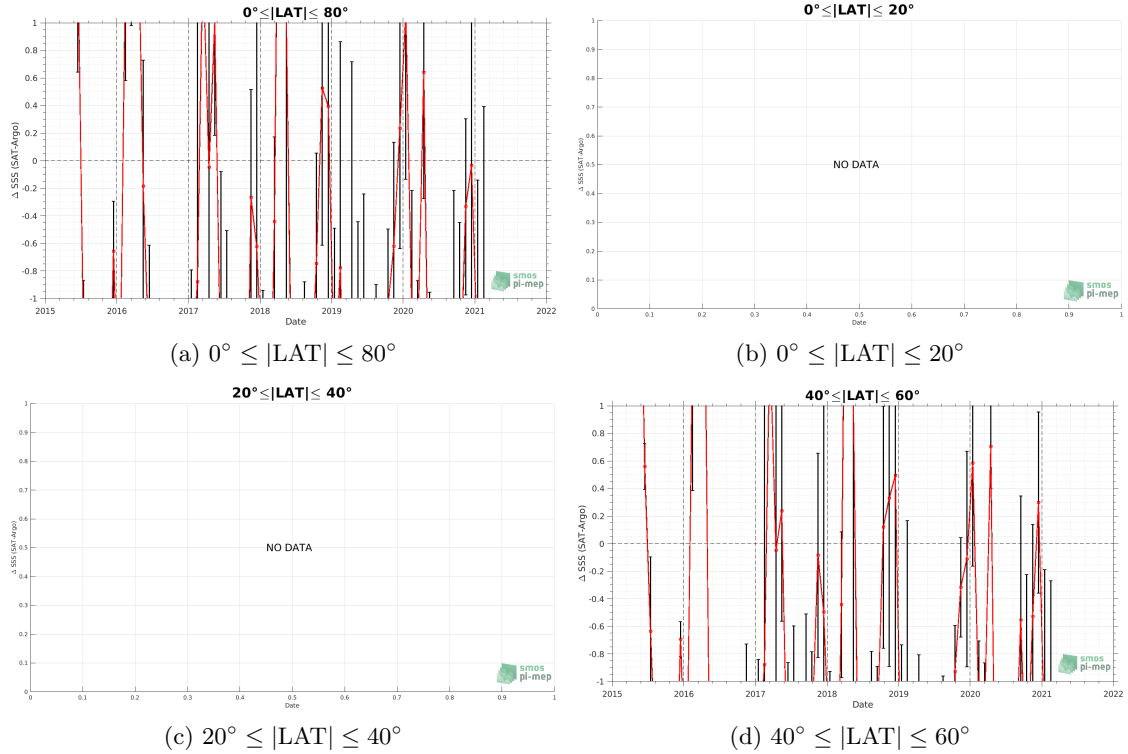 0°≤|LAT|≤ 80°
Δ SSS (SAT-Argo)
1
0.8
0.6
0.4
0.2
0
-0.2
-0.4
-0.6
-0.8
-1
2015 2016 2017 2018 2019 2020 2021 2022
Date
smos
pi-mep
(a) 0° ≤ |LAT| ≤ 80°
0°≤|LAT|≤ 20°
Δ SSS (SAT-Argo)
1
0.9
0.8
0.7
0.6
0.5
0.4
0.3
0.2
0.1
0
NO DATA
0 0.1 0.2 0.3 0.4 0.5 0.6 0.7 0.8 0.9 1
Date
smos
pi-mep
(b) 0° ≤ |LAT| ≤ 20°
20°≤|LAT|≤ 40°
Δ SSS (SAT-Argo)
1
0.9
0.8
0.7
0.6
0.5
0.4
0.3
0.2
0.1
0
NO DATA
0 0.1 0.2 0.3 0.4 0.5 0.6 0.7 0.8 0.9 1
Date
smos
pi-mep
(c) 20° ≤ |LAT| ≤ 40°
40°≤|LAT|≤ 60°
Δ SSS (SAT-Argo)
1
0.8
0.6
0.4
0.2
0
-0.2
-0.4
-0.6
-0.8
-1
2015 2016 2017 2018 2019 2020 2021 2022
Date
smos
pi-mep
(d) 40° ≤ |LAT| ≤ 60°